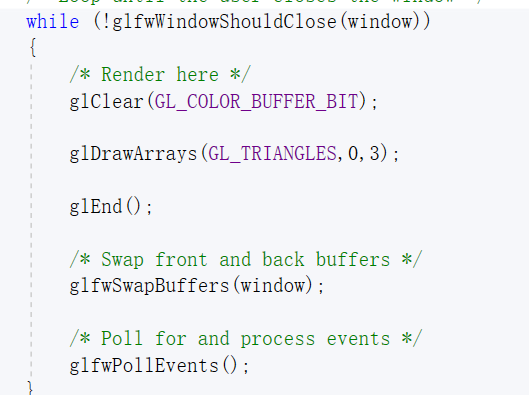 while (!glfwWindowShouldClose(window))
{
/* Render here */
glClear(GL_COLOR_BUFFER_BIT);
glDrawArrays(GL_TRIANGLES,0,3);
glEnd();
/* Swap front and back buffers */
glfwSwapBuffers(window);
/* Poll for and process events */
glfwPollEvents();
}